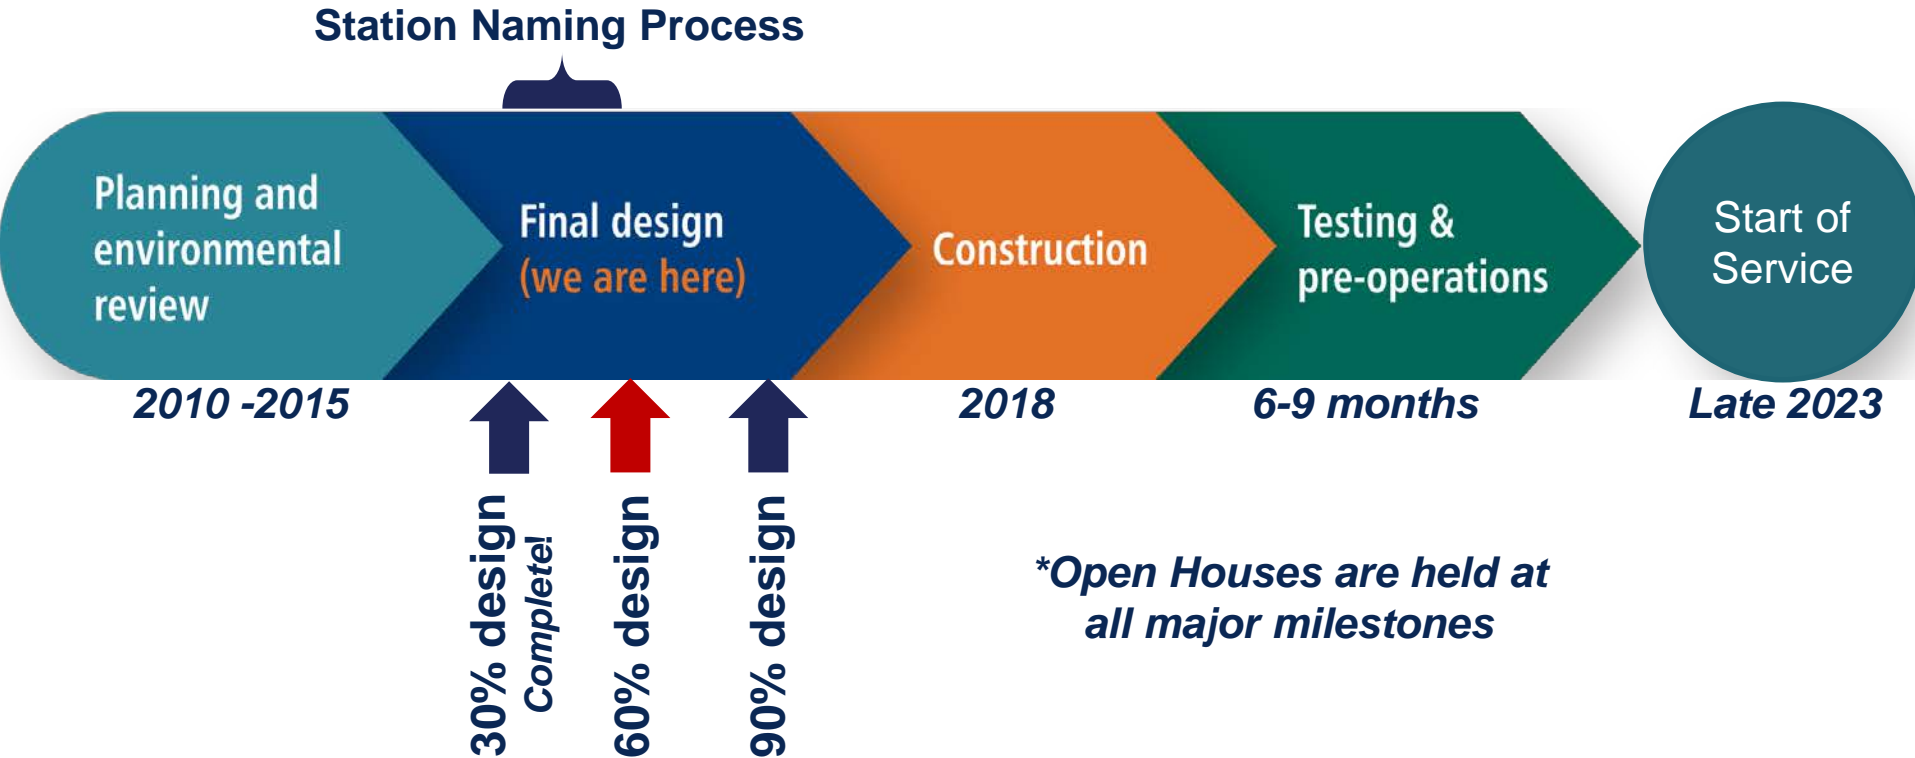 Station Naming Process
Planning and
environmental
review
Final design
(we are here)
Construction
Testing &
pre-operations
Start of
Service
2010 -2015
2018
6-9 months
Late 2023
30% design
Complete!
60% design
90% design
*Open Houses are held at
all major milestones